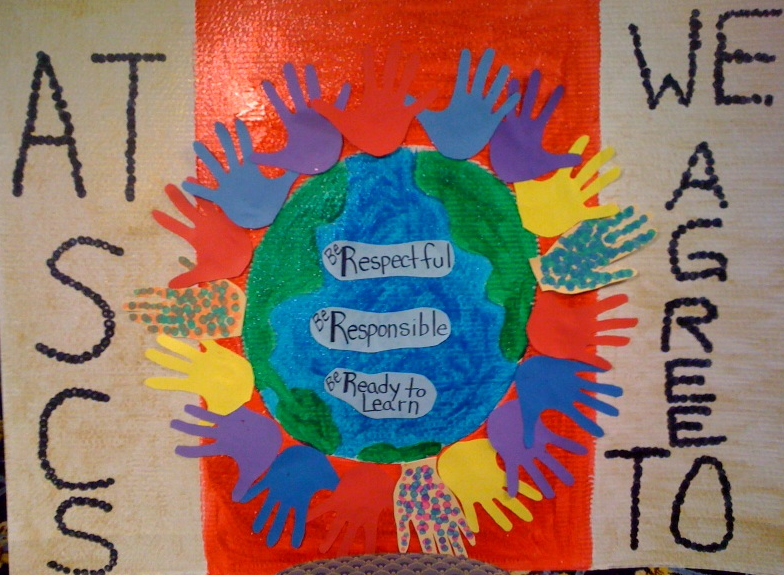 AT
SCS
WE
AGREE
TO
Be Respectful
Be Responsible
Be Ready to
Learn